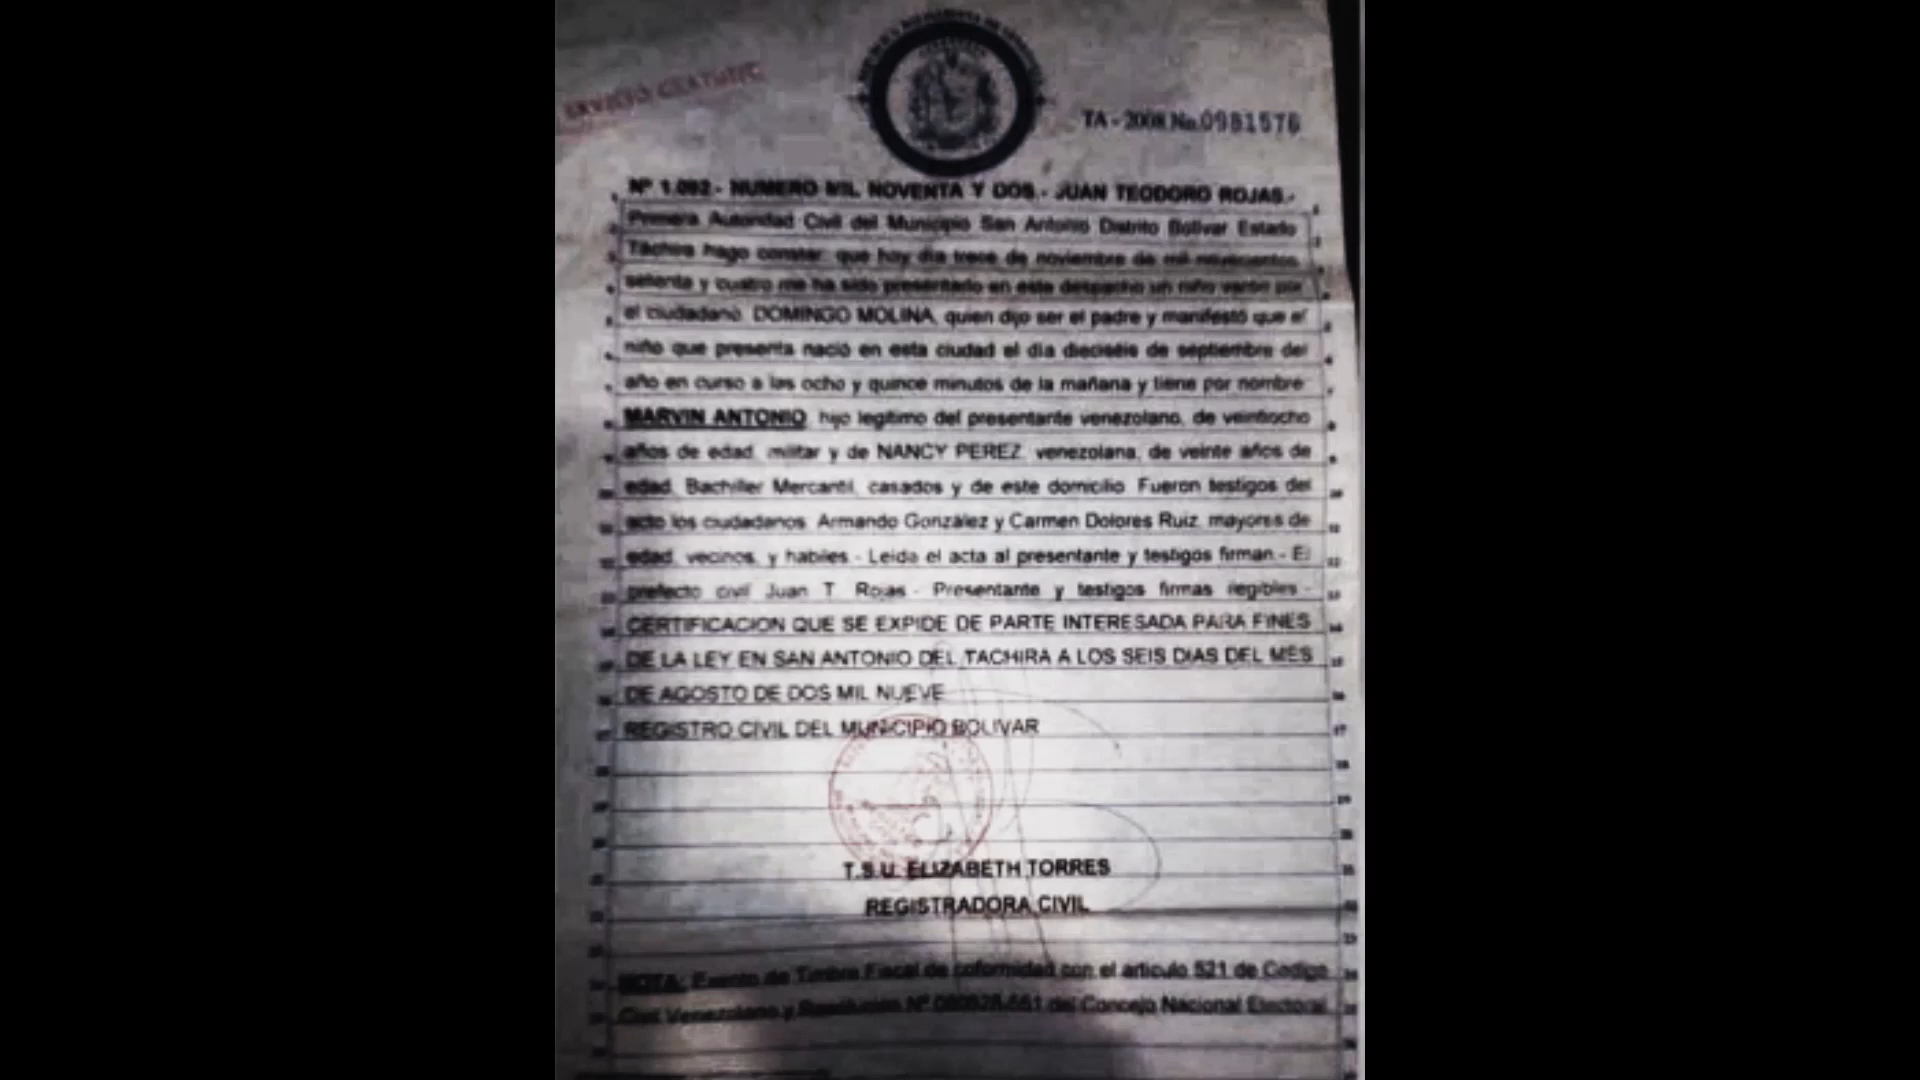 SERVICIO GRATUITO
TA - 2008 No.0981576
Nº 1.092 - NUMERO MIL NOVENTA Y DOS.- JUAN TEODORO ROJAS.-
Primera Autoridad Civil del Municipio San Antonio Distrito Bolívar Estado
Táchira hago constar, que hoy día trece de noviembre de mil novecientos
setenta y cuatro me ha sido presentado en este despacho un niño varón por
el ciudadano, DOMINGO MOLINA, quien dijo ser el padre y manifestó que el
niño que presenta nació en esta ciudad el día dieciséis de septiembre del
año en curso a las ocho y quince minutos de la mañana y tiene por nombre
MARVIN ANTONIO, hijo legítimo del presentante venezolano, de veintiocho
años de edad, militar y de NANCY PEREZ, venezolana, de veinte años de
edad, Bachiller Mercantil, casados y de este domicilio. Fueron testigos del
acto los ciudadanos. Armando González y Carmen Dolores Ruiz, mayores de
edad, vecinos, y habiles.- Leida el acta al presentante y testigos firman.- El
prefecto civil Juan T. Rojas.- Presentante y testigos firmas ilegibles.-
CERTIFICACION QUE SE EXPIDE DE PARTE INTERESADA PARA FINES
DE LA LEY EN SAN ANTONIO DEL TACHIRA A LOS SEIS DIAS DEL MES
DE AGOSTO DE DOS MIL NUEVE
REGISTRO CIVIL DEL MUNICIPIO BOLIVAR
T.S.U. ELIZABETH TORRES
REGISTRADORA CIVIL
NOTA: Exento de Timbre Fiscal de coformidad con el articulo 521 de Codigo
Civil Venezolano y Resolución Nº del Concejo Nacional Electoral